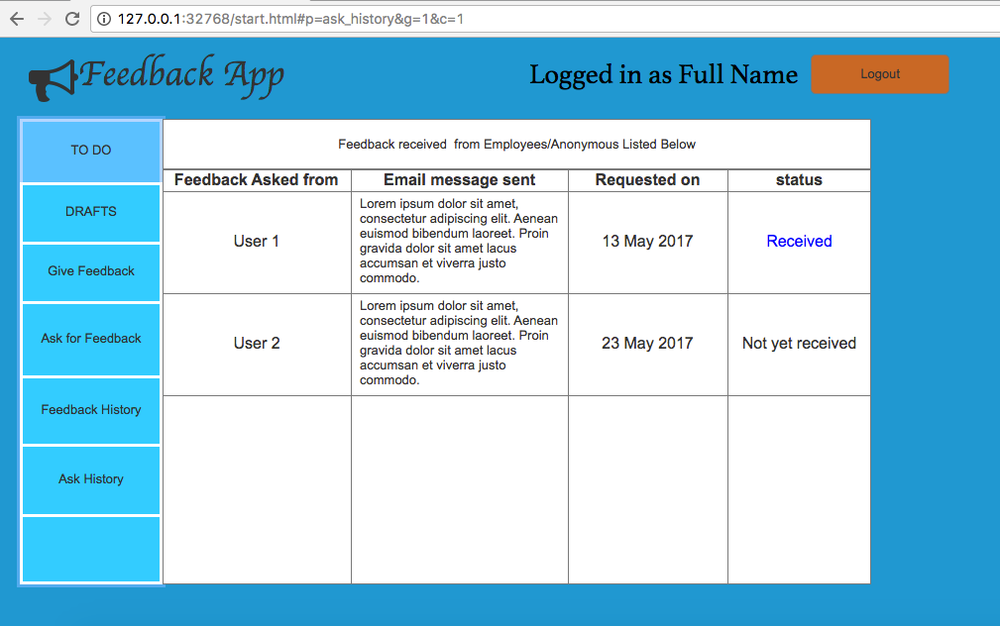 127.0.0.1:32768/start.html#p=ask_history&g=1&c=1
Feedback App
Logged in as Full Name
Logout
TO DO
DRAFTS
Give Feedback
Ask for Feedback
Feedback History
Ask History
Feedback received  from Employees/Anonymous Listed Below
Feedback Asked from
Email message sent
Requested on
status
User 1
Lorem ipsum dolor sit amet,
consectetur adipiscing elit. Aenean
euismod bibendum laoreet. Proin
gravida dolor sit amet lacus
accumsan et viverra justo
commodo.
13 May 2017
Received
User 2
Lorem ipsum dolor sit amet,
consectetur adipiscing elit. Aenean
euismod bibendum laoreet. Proin
gravida dolor sit amet lacus
accumsan et viverra justo
commodo.
23 May 2017
Not yet received